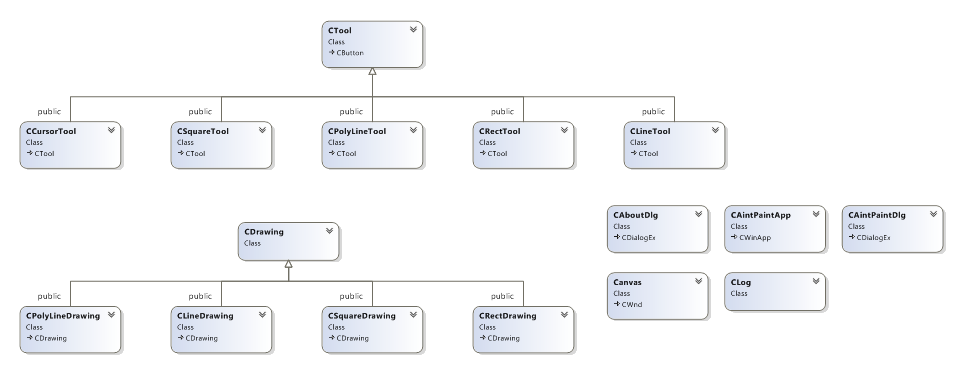 CTool
Class
CButton
public
public
public
public
public
CCursorTool
Class
CTool
CSquareTool
Class
CTool
CPolyLineTool
Class
CTool
CRectTool
Class
CTool
CLineTool
Class
CTool
CAboutDlg
Class
CDialogEx
CAintPaintApp
Class
CWinApp
CAintPaintDlg
Class
CDialogEx
CDrawing
Class
Canvas
Class
CWnd
CLog
Class
public
public
public
public
CPolyLineDrawing
Class
CDrawing
CLineDrawing
Class
CDrawing
CSquareDrawing
Class
CDrawing
CRectDrawing
Class
CDrawing